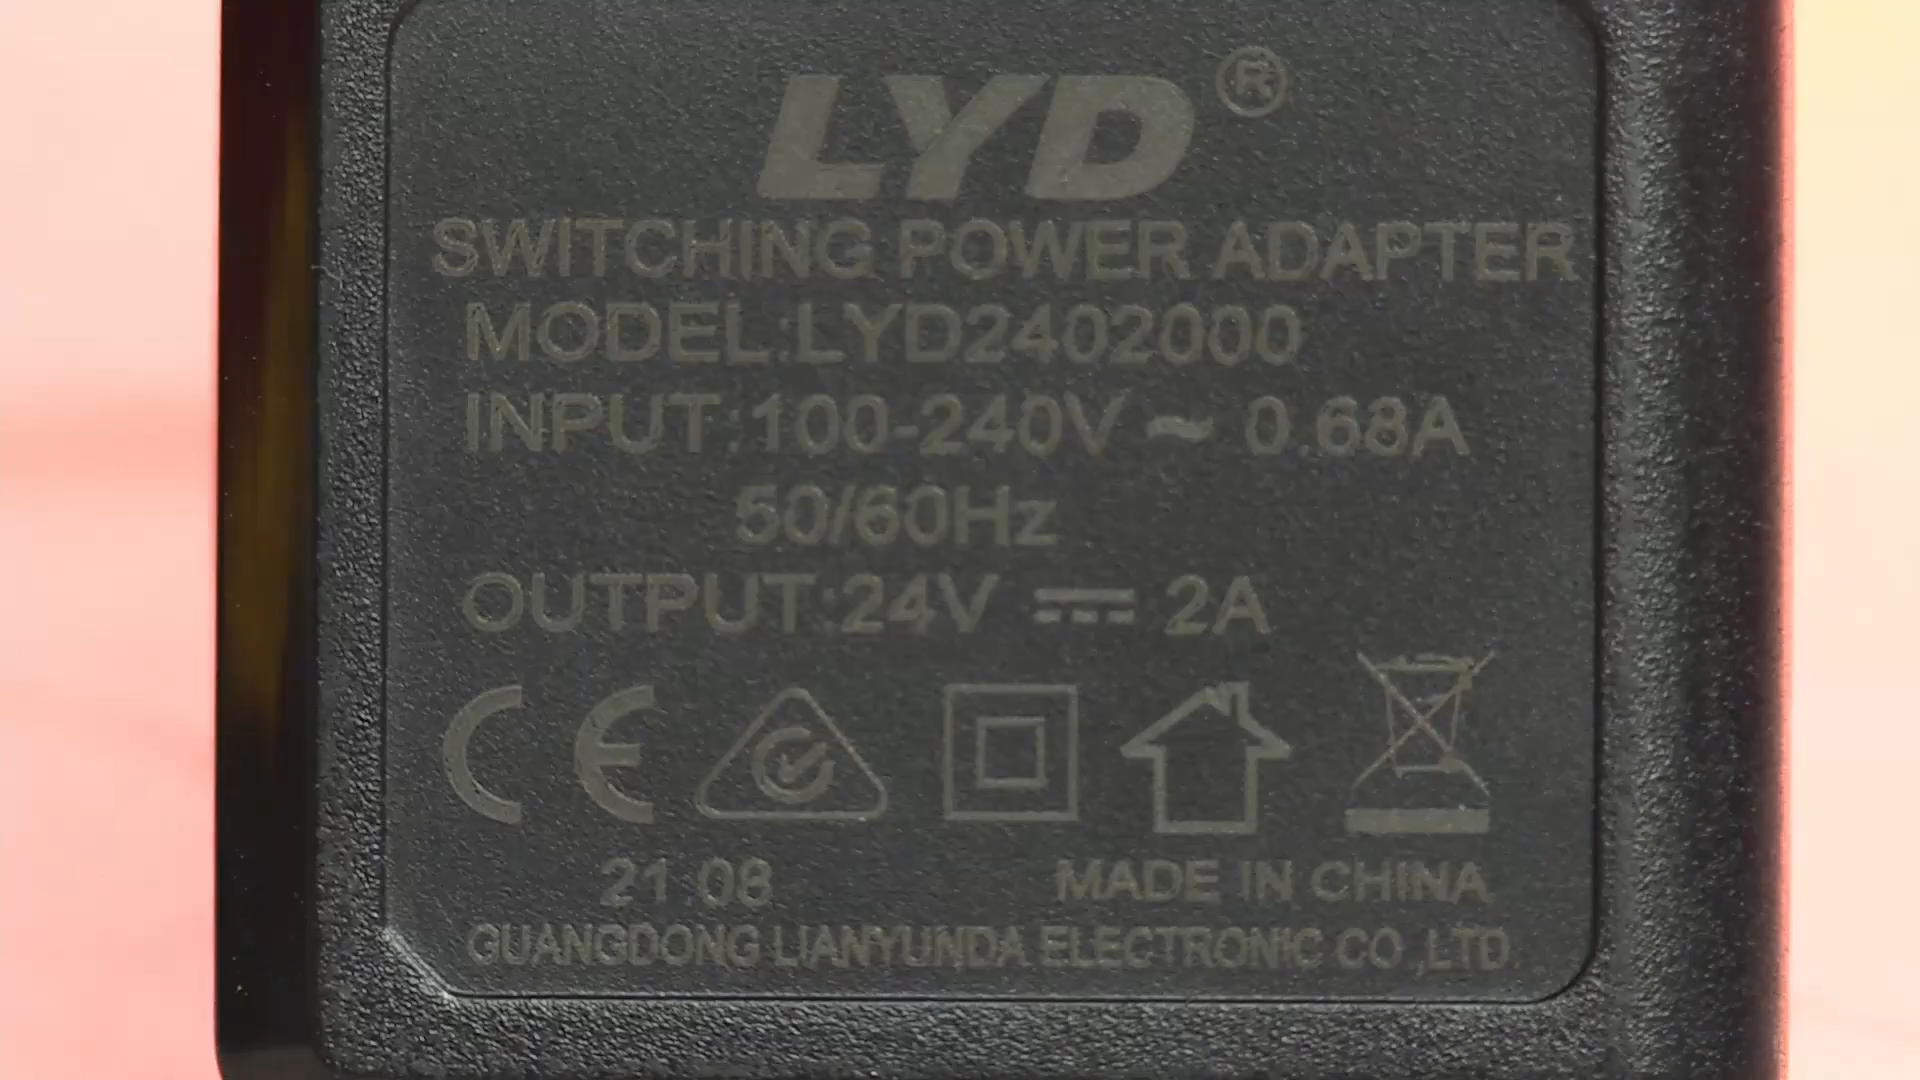 LYD®
SWITCHING POWER ADAPTER
MODEL:LYD2402000
INPUT:100-240V ~ 0.68A
50/60Hz
OUTPUT:24V ⎓ 2A
CE
21.08 MADE IN CHINA
GUANGDONG LIANYUNDA ELECTRONIC CO.,LTD.